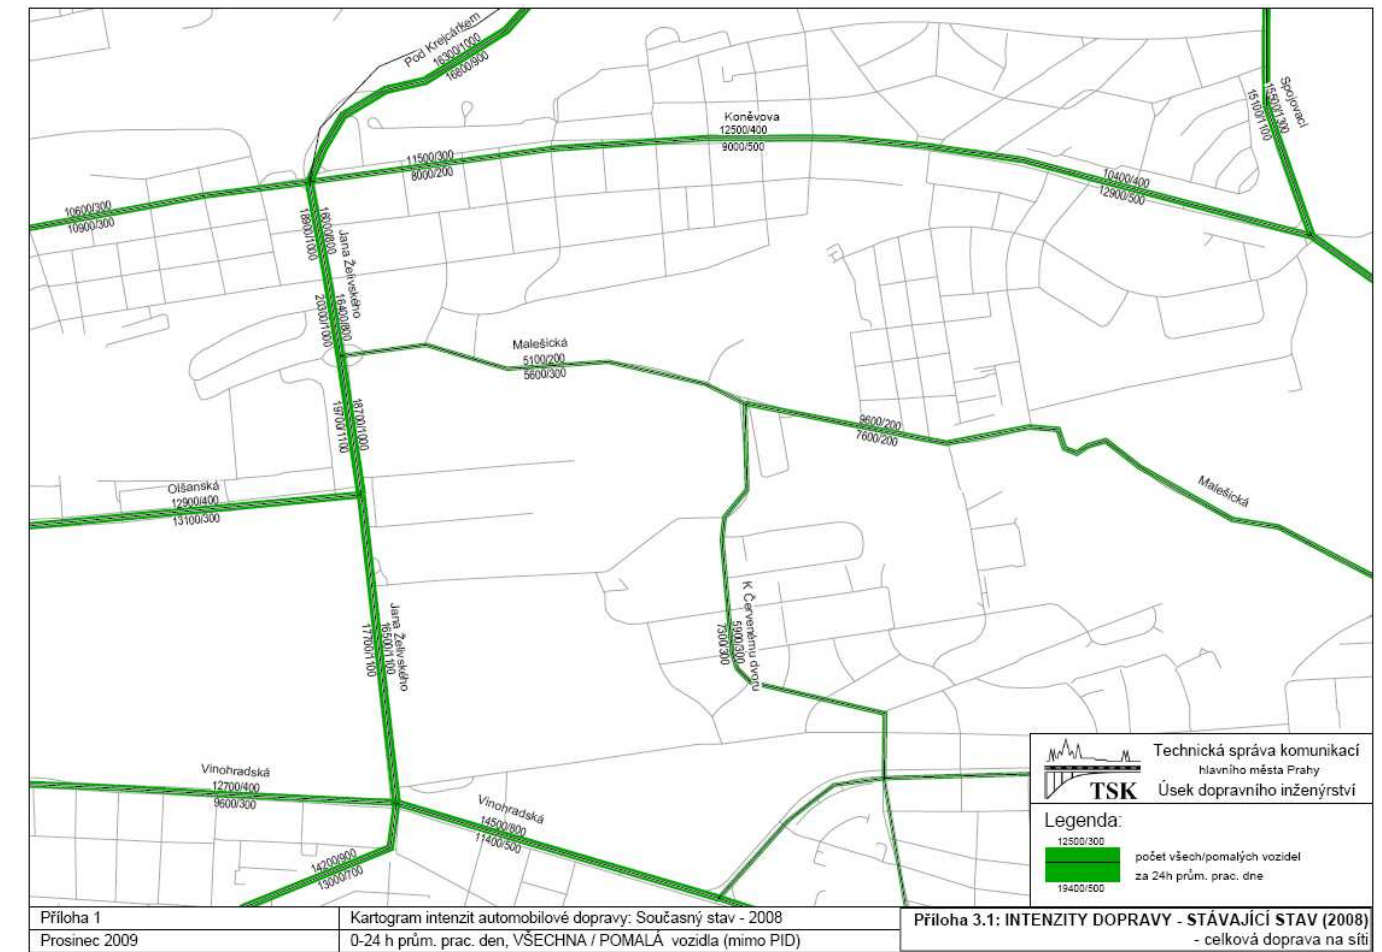 Pod Krejcárkem
16300/1000
16800/900
Spojovací
15500/1300
15100/1100
Koněvova
12500/400
9000/500
11500/300
8000/200
10400/400
12900/500
10600/300
10900/300
Jana Želivského
16000/800
18900/1000
16400/800
20300/1000
Malešická
5100/200
5600/300
18700/1000
19700/1100
9600/200
7600/200
Malešická
Olšanská
12900/400
13100/300
K Červenému dvoru
5900/300
7300/300
Jana Želivského
16500/1100
17700/1100
Vinohradská
12700/400
9600/300
Vinohradská
14500/800
11400/500
14200/900
13000/700
Technická správa komunikací
hlavního města Prahy
TSK
Úsek dopravního inženýrství
Legenda:
12500/300
počet všech/pomalých vozidel
za 24h prům. prac. dne
19400/500
Příloha 1
Kartogram intenzit automobilové dopravy: Současný stav - 2008
Příloha 3.1: INTENZITY DOPRAVY - STÁVAJÍCÍ STAV (2008)
Prosinec 2009
0-24 h prům. prac. den, VŠECHNA / POMALÁ vozidla (mimo PID)
- celková doprava na síti